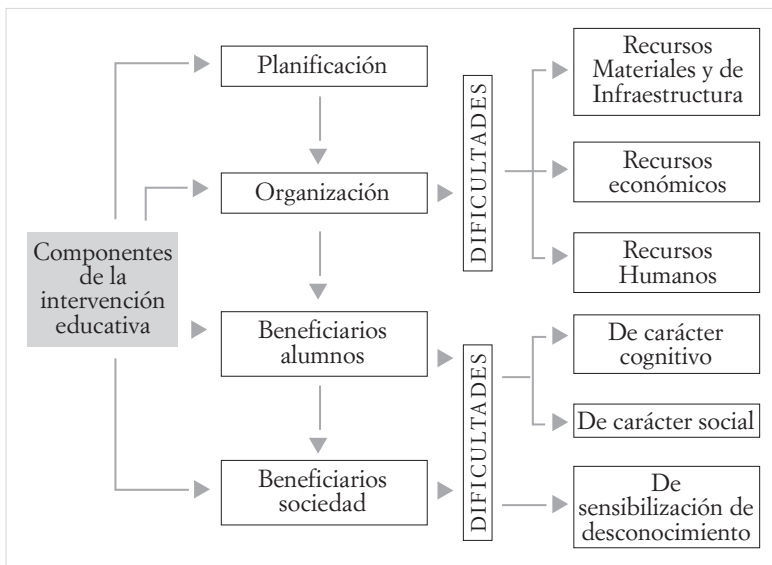 Componentes
de la
intervención
educativa
Planificación
Organización
Beneficiarios
alumnos
Beneficiarios
sociedad
DIFICULTADES
Recursos
Materiales y de
Infraestructura
Recursos
económicos
Recursos
Humanos
DIFICULTADES
De carácter
cognitivo
De carácter social
De
sensibilización de
desconocimiento